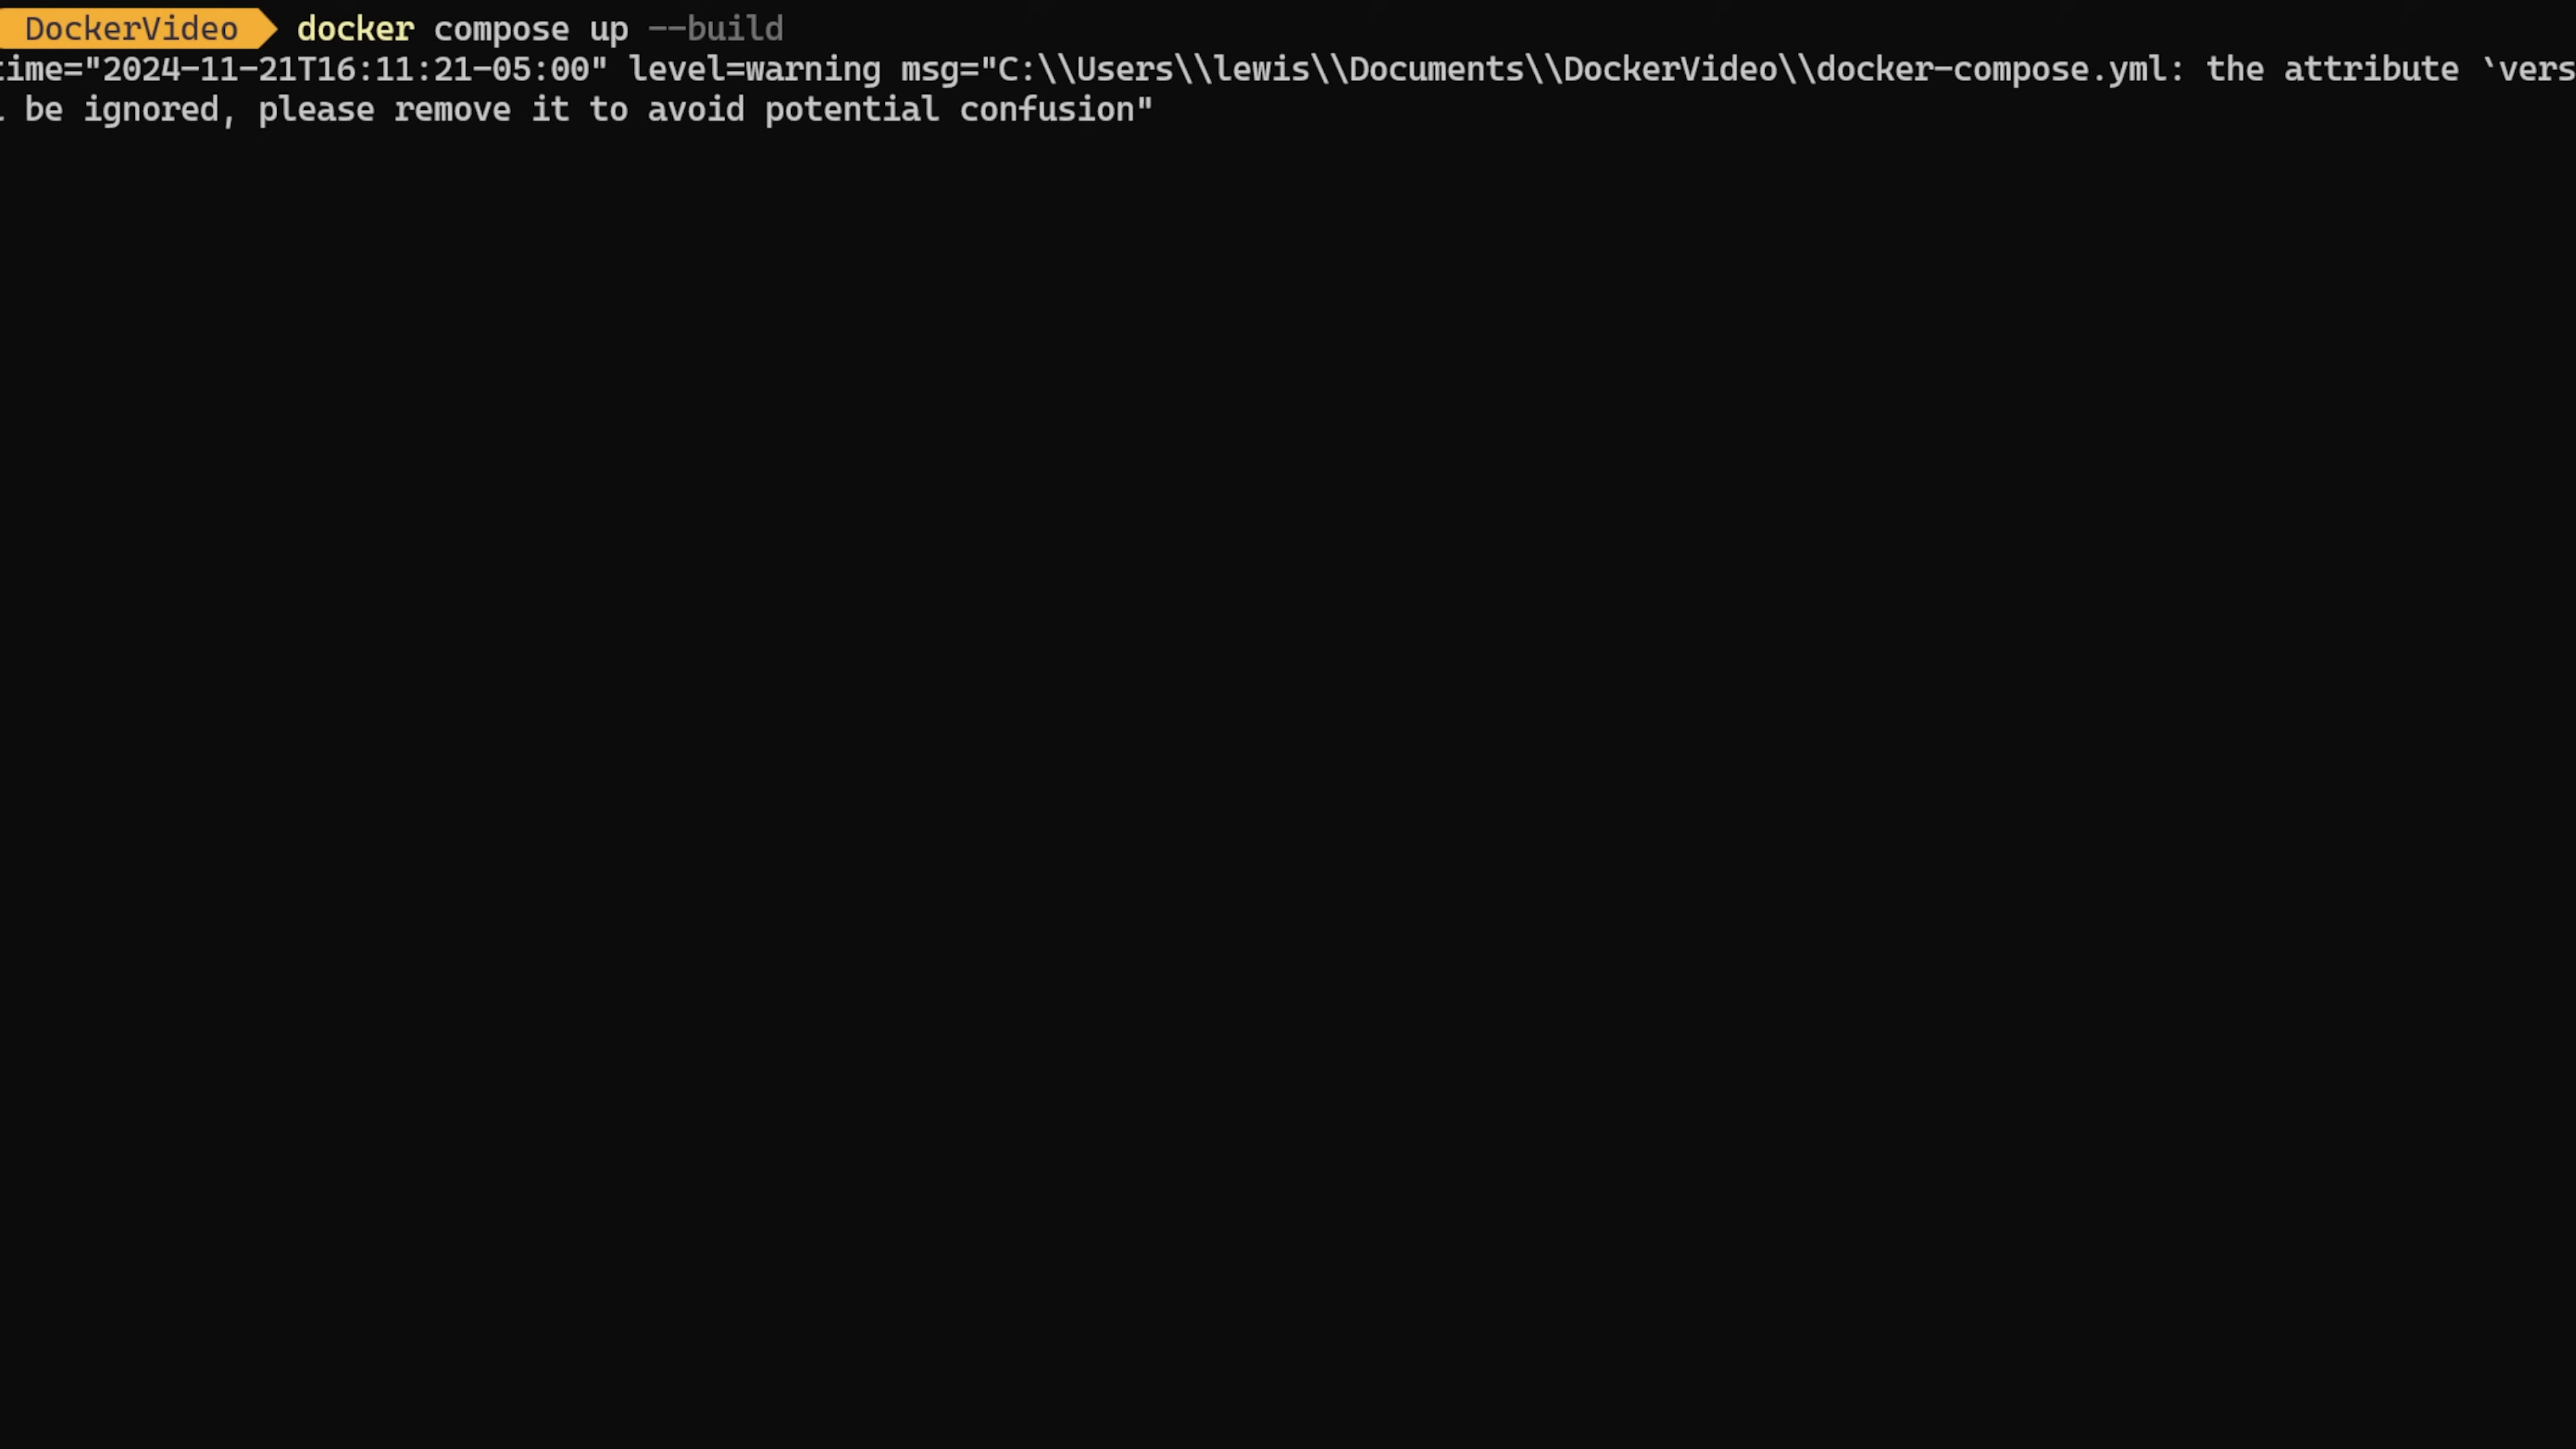 DockerVideo docker compose up --build
time="2024-11-21T16:11:21-05:00" level=warning msg="C:\\Users\\lewis\\Documents\\DockerVideo\\docker-compose.yml: the attribute `vers
l be ignored, please remove it to avoid potential confusion"